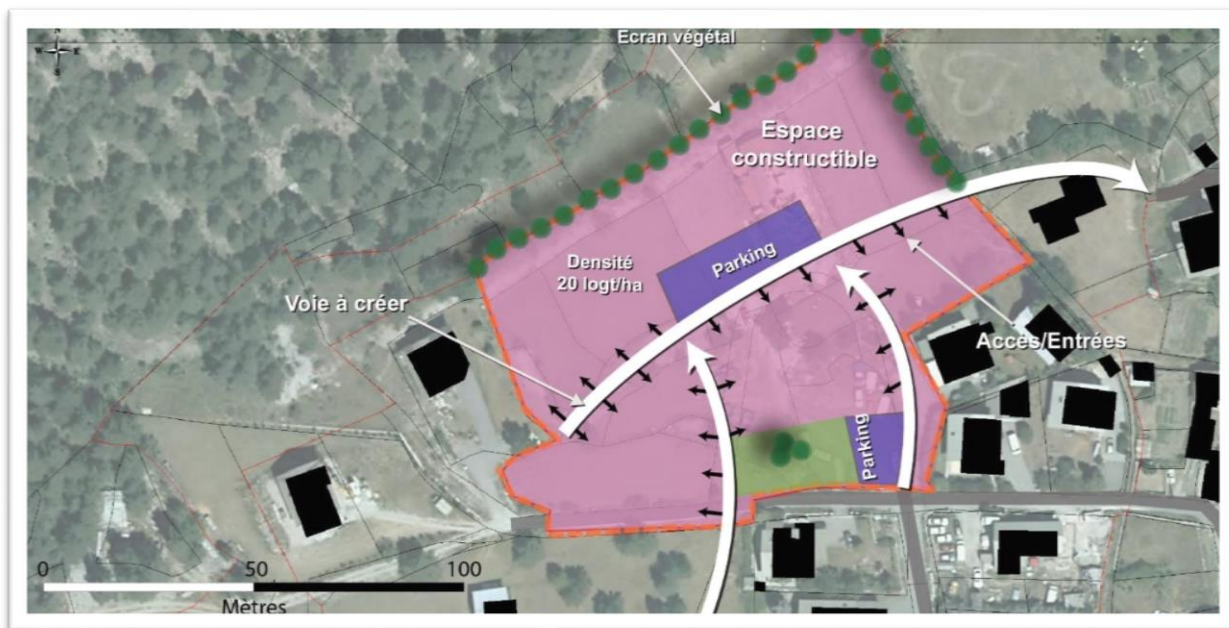 Ecran végétal
Espace
constructible
Parking
Densité
20 logt/ha
Voie à créer
Accès/Entrées
Parking
0 50 100
Mètres